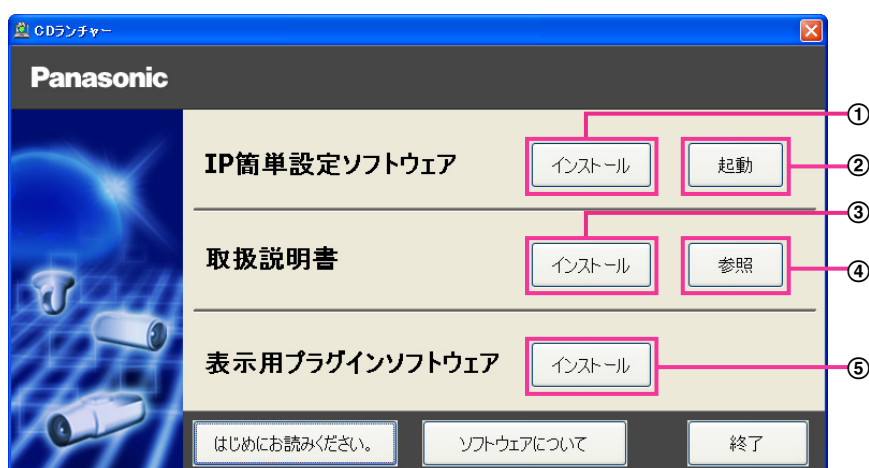 CDランチャー
Panasonic
①
IP簡単設定ソフトウェア インストール 起動 ②
③
取扱説明書 インストール 参照 ④
表示用プラグインソフトウェア インストール ⑤
はじめにお読みください。 ソフトウェアについて 終了